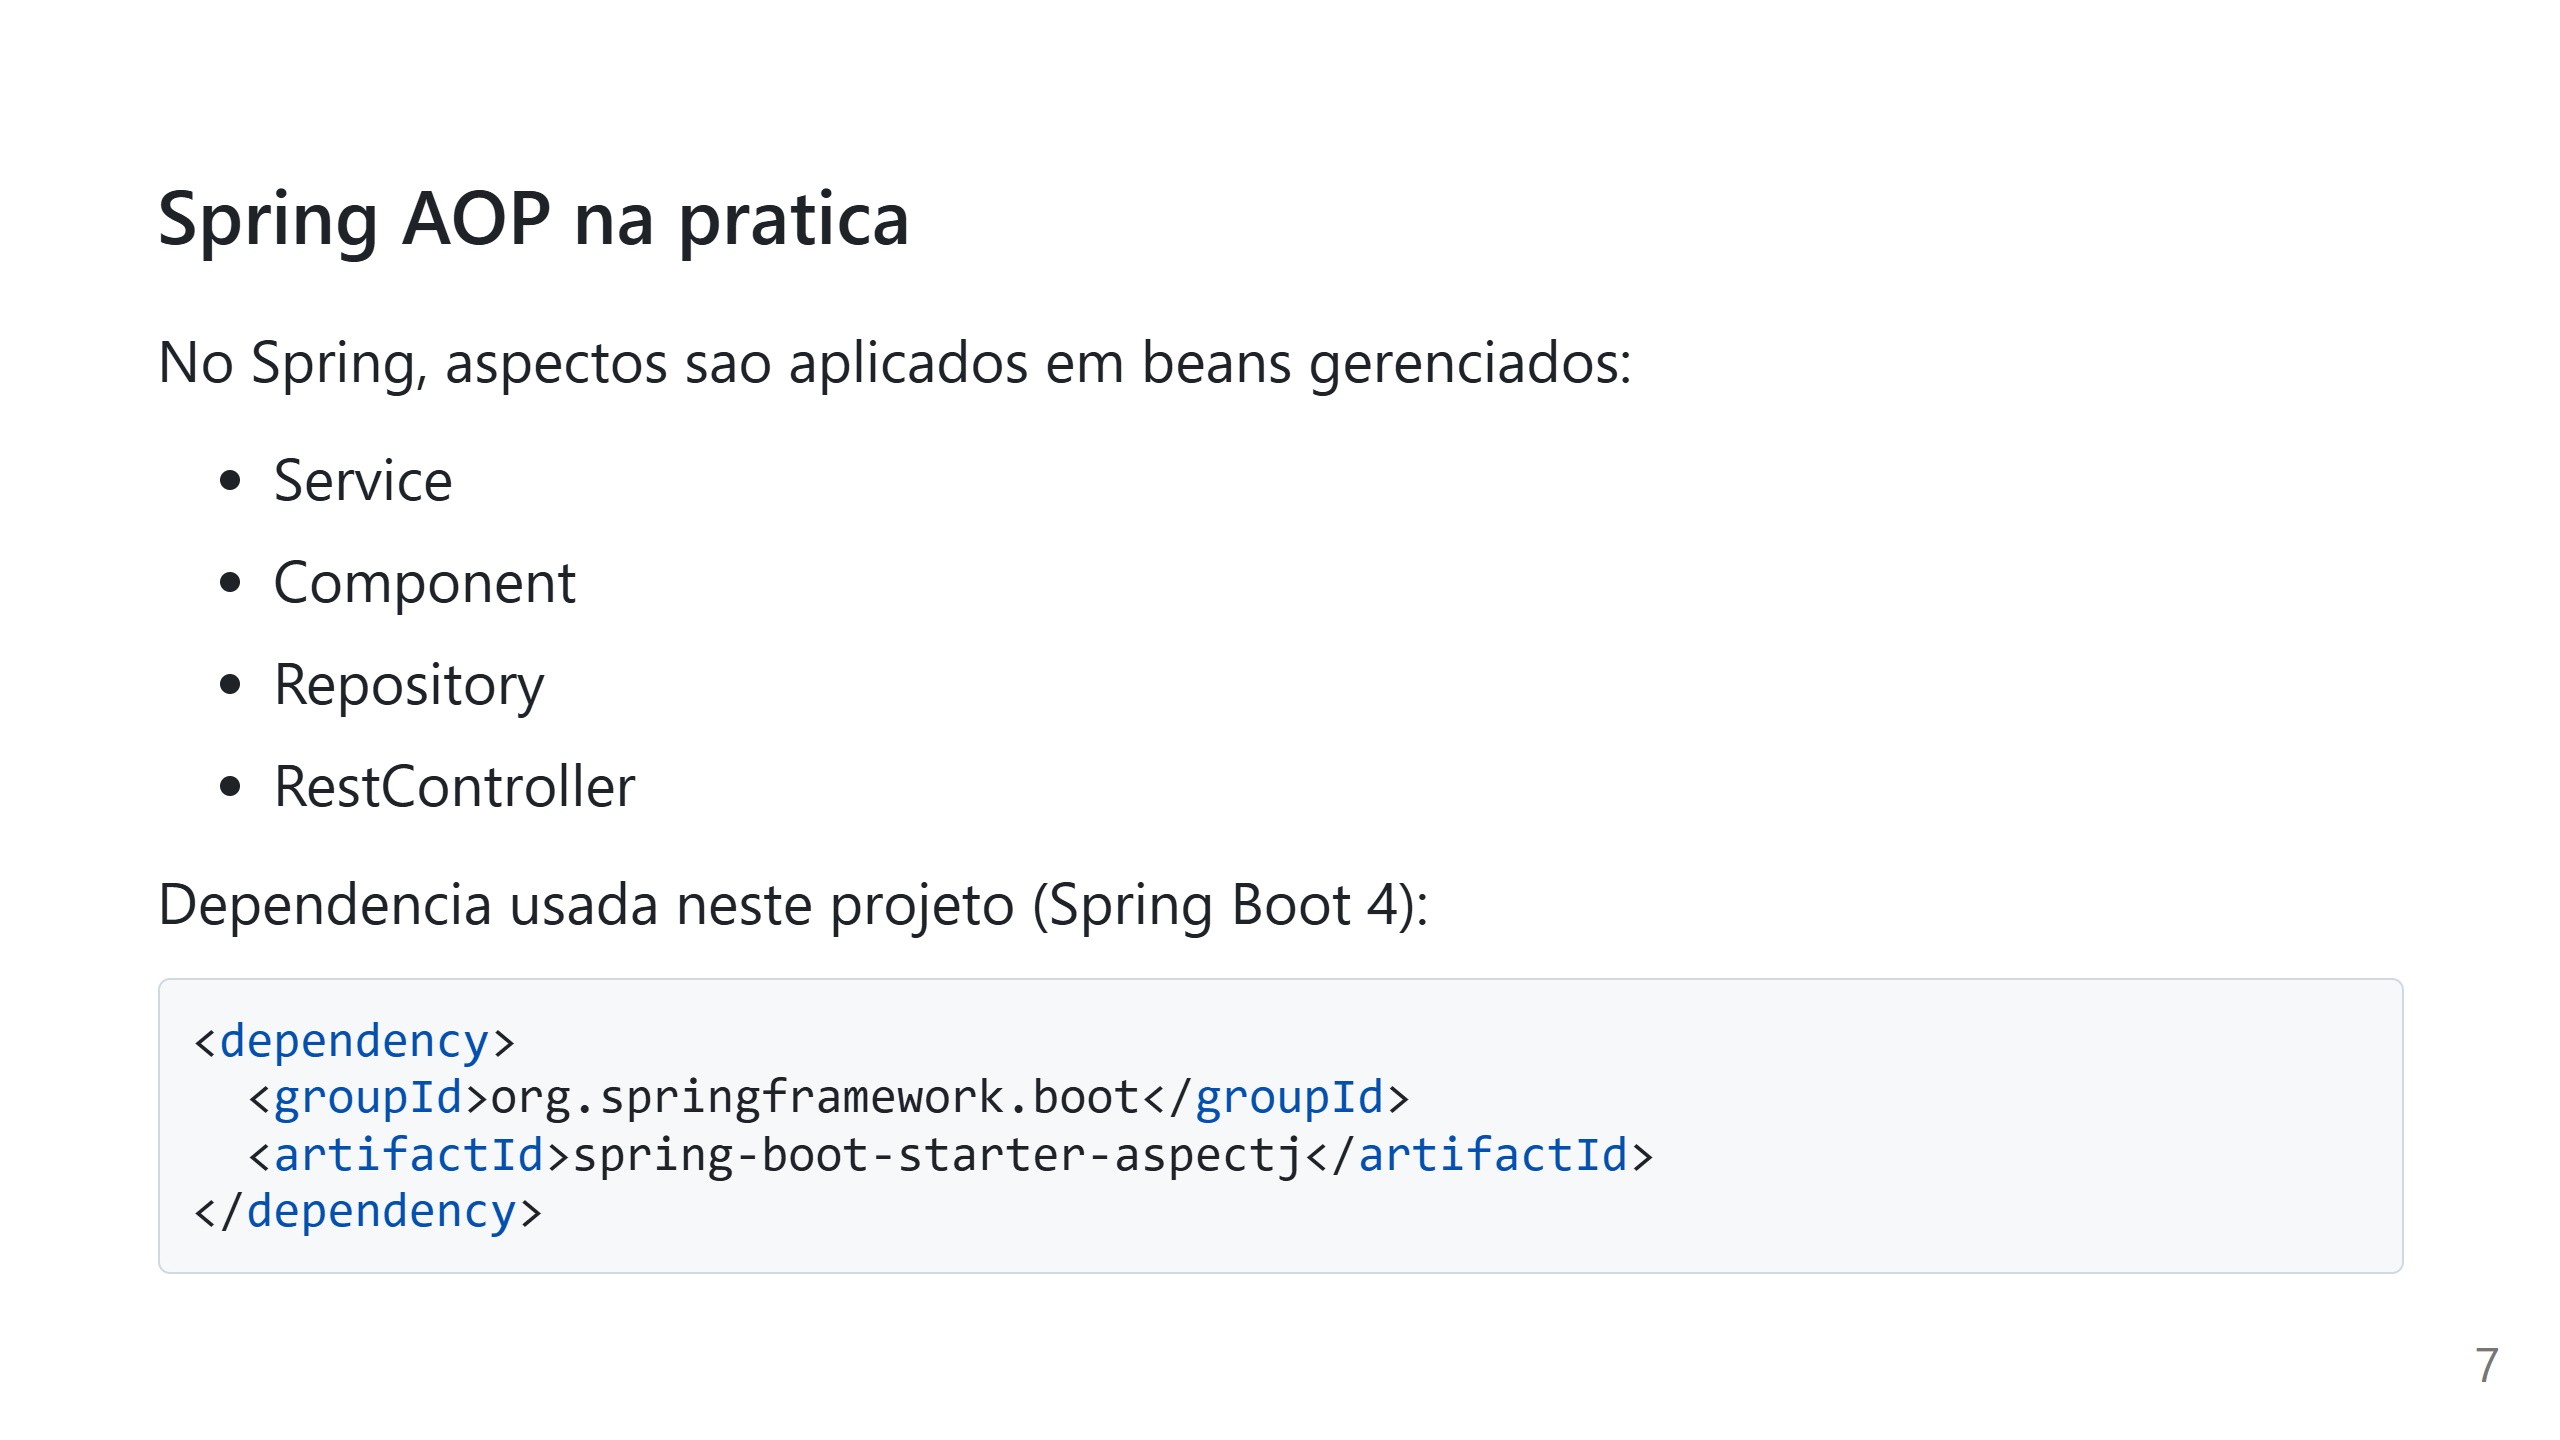 Spring AOP na pratica
No Spring, aspectos sao aplicados em beans gerenciados:
• Service
• Component
• Repository
• RestController
Dependencia usada neste projeto (Spring Boot 4):
<dependency>
  <groupId>org.springframework.boot</groupId>
  <artifactId>spring-boot-starter-aspectj</artifactId>
</dependency>
7